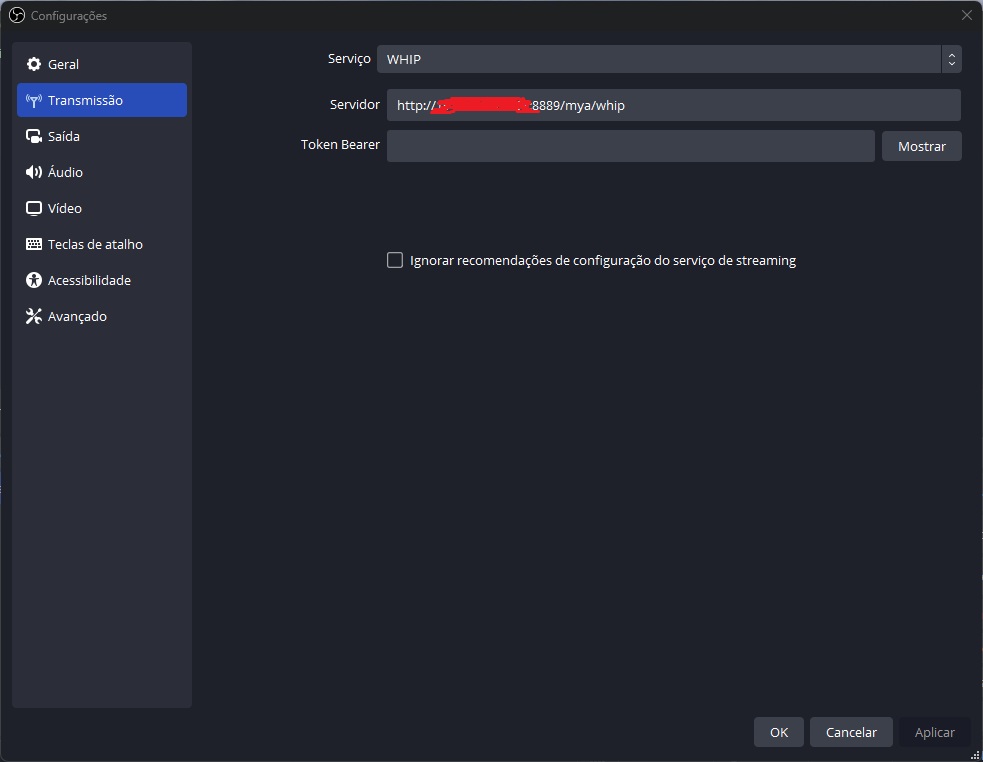 Configurações
Geral
Transmissão
Saída
Áudio
Vídeo
Teclas de atalho
Acessibilidade
Avançado
Serviço WHIP
Servidor http:// :8889/mya/whip
Token Bearer Mostrar
Ignorar recomendações de configuração do serviço de streaming
OK Cancelar Aplicar